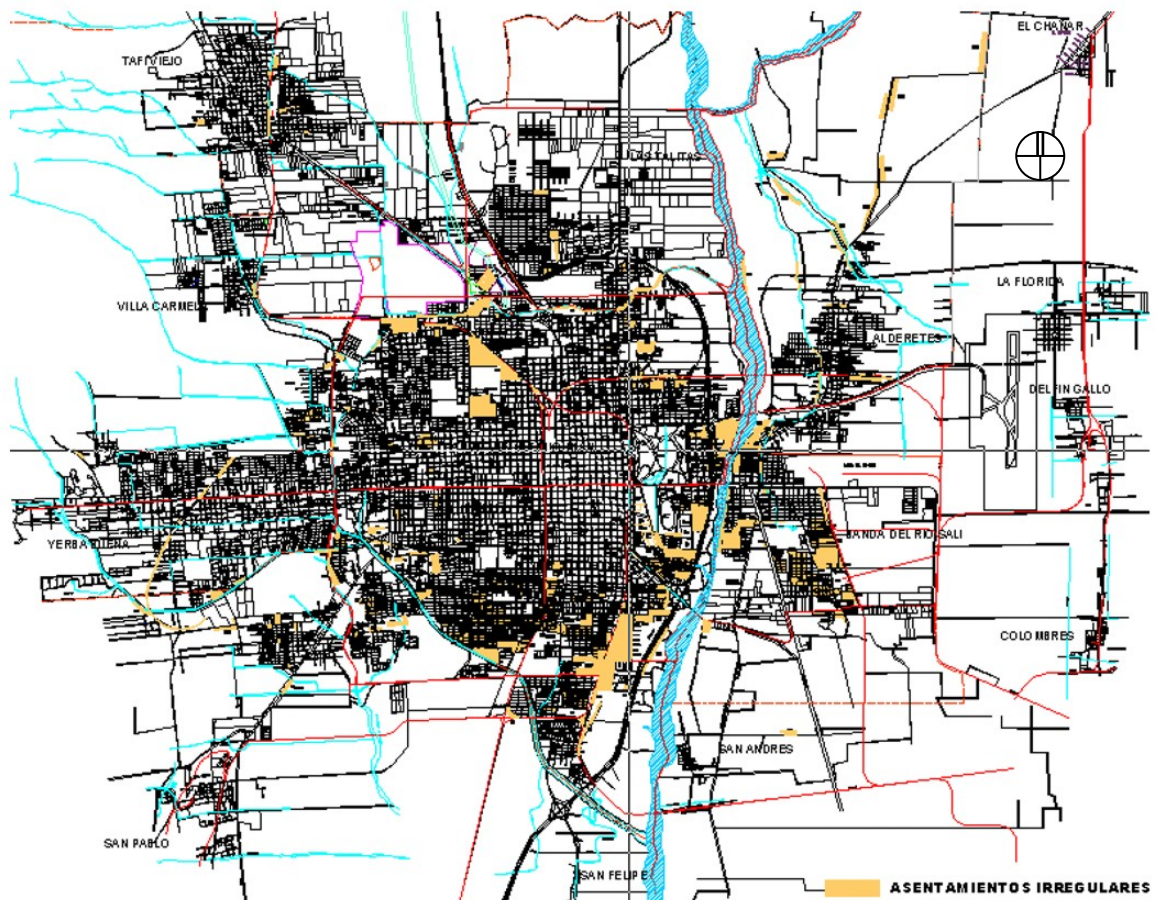 EL CHAÑAR
TAFI VIEJO
LAS TALITAS
LA FLORIDA
VILLA CARMELA
ALDERETES
DELFIN GALLO
YERBA BUENA
BANDA DEL RIO SALI
COLOMBRES
SAN ANDRES
SAN PABLO
SAN FELIPE
ASENTAMIENTOS IRREGULARES